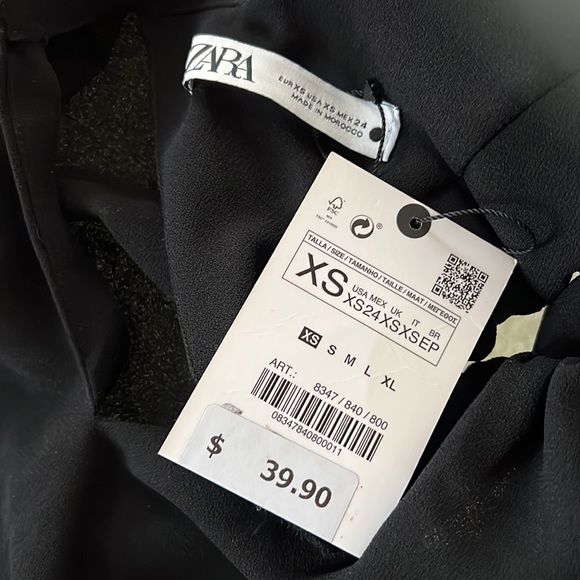 ZARA
EUR XS USA XS MEX 24
MADE IN MOROCCO
FSC
®
TALLA / SIZE / TAMANHO / TAILLE / MAAT / ΜΕΓΕΘΟΣ
XS
USA MEX UK IT BR
XS 24 XS XS EP
XS S M L XL
ART.: 8347 / 840 / 800
08347840800011
$ 39.90